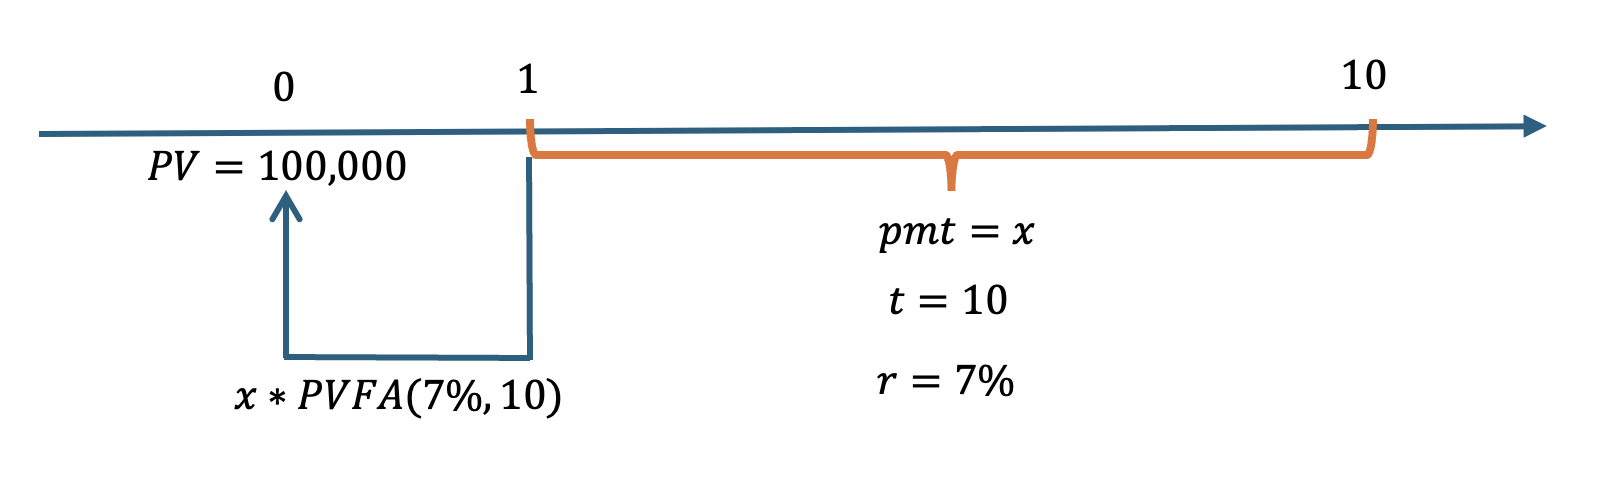 0
1
10
PV = 100,000
pmt = x
t = 10
r = 7%
x * PVFA(7%, 10)